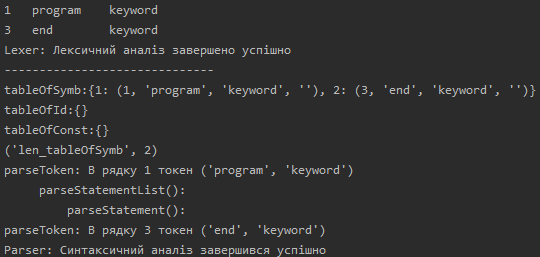 1   program    keyword
3   end        keyword
Lexer: Лексичний аналіз завершено успішно
------------------------------
tableOfSymb:{1: (1, 'program', 'keyword', ''), 2: (3, 'end', 'keyword', '')}
tableOfId:{}
tableOfConst:{}
('len_tableOfSymb', 2)
parseToken: В рядку 1 токен ('program', 'keyword')
     parseStatementList():
         parseStatement():
parseToken: В рядку 3 токен ('end', 'keyword')
Parser: Синтаксичний аналіз завершився успішно